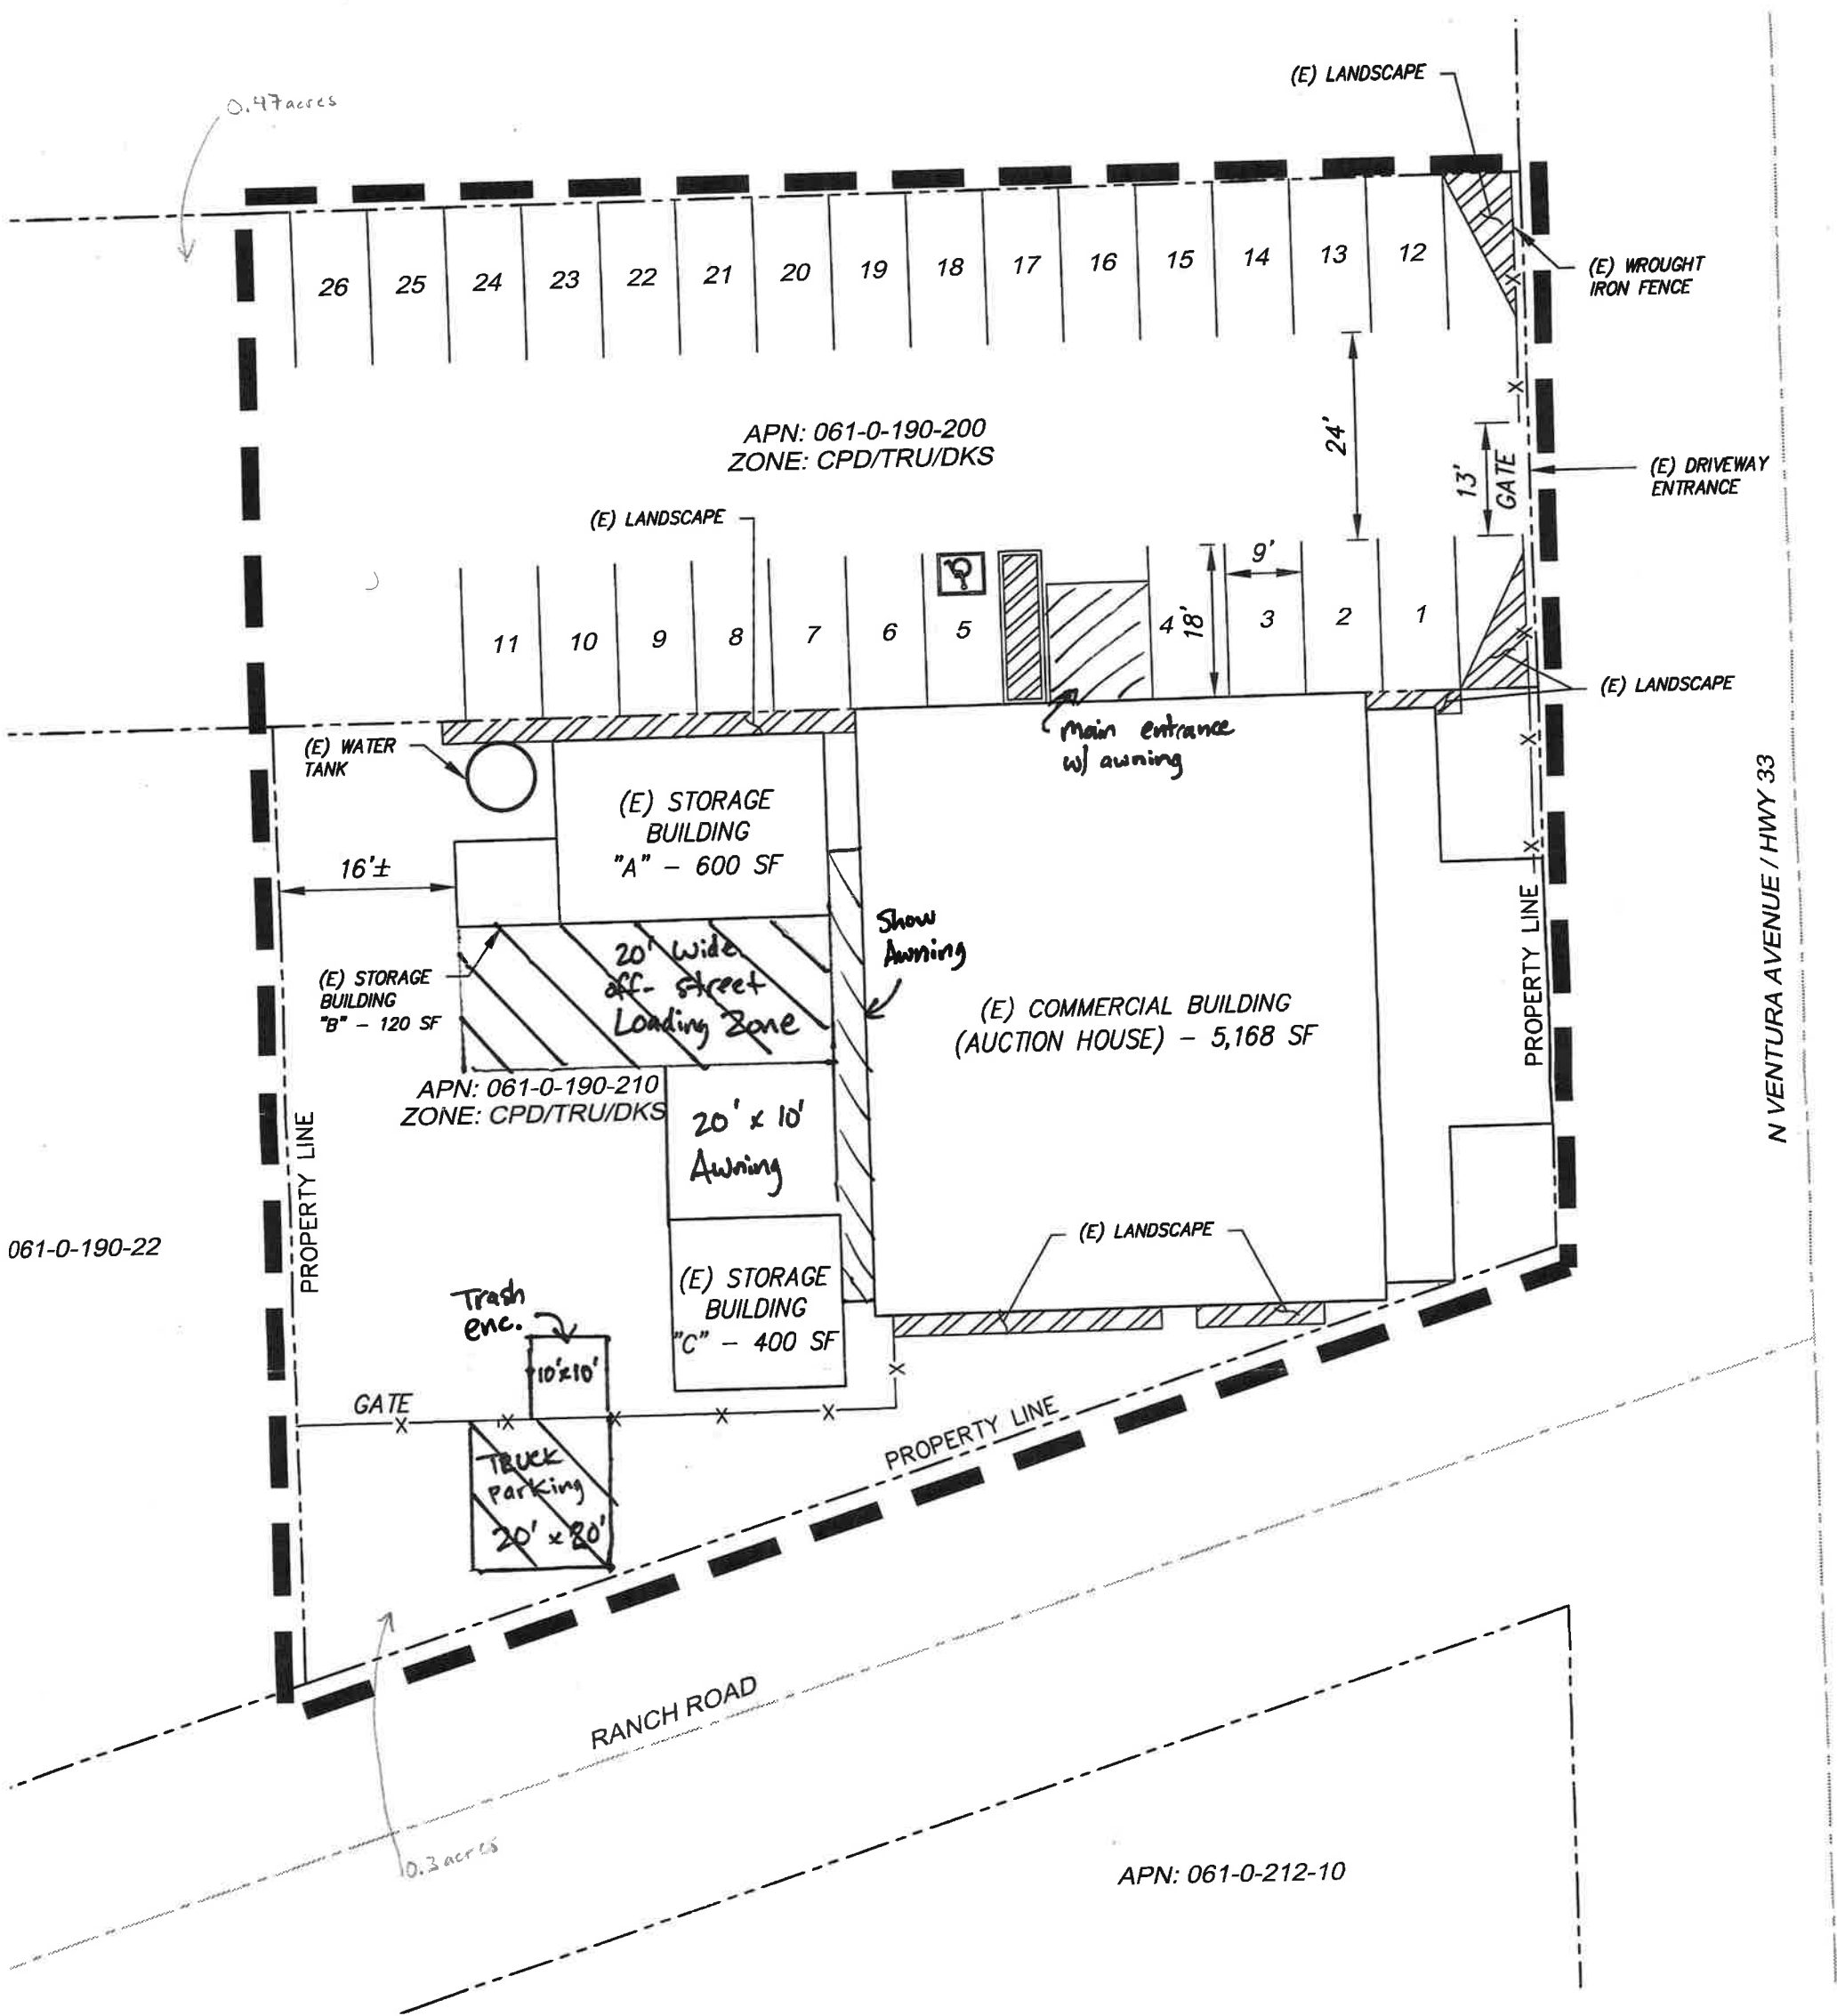 (E) LANDSCAPE
0.47 acres
(E) WROUGHT
IRON FENCE
26 25 24 23 22 21 20 19 18 17 16 15 14 13 12
APN: 061-0-190-200
ZONE: CPD/TRU/DKS
24'
13'
GATE
(E) DRIVEWAY
ENTRANCE
(E) LANDSCAPE
9'
18'
11 10 9 8 7 6 5 4 3 2 1
(E) LANDSCAPE
main entrance
w/ awning
(E) WATER
TANK
(E) STORAGE
BUILDING
"A" - 600 SF
16'±
N VENTURA AVENUE / HWY 33
PROPERTY LINE
Show
Awning
20' Wide
off- street
Loading Zone
(E) STORAGE
BUILDING
"B" - 120 SF
(E) COMMERCIAL BUILDING
(AUCTION HOUSE) - 5,168 SF
APN: 061-0-190-210
ZONE: CPD/TRU/DKS
20' x 10'
Awning
PROPERTY LINE
061-0-190-22
(E) LANDSCAPE
(E) STORAGE
BUILDING
"C" - 400 SF
Trash
enc.
10'x10'
GATE
PROPERTY LINE
TRUCK
parking
20' x 20'
RANCH ROAD
0.3 acres
APN: 061-0-212-10